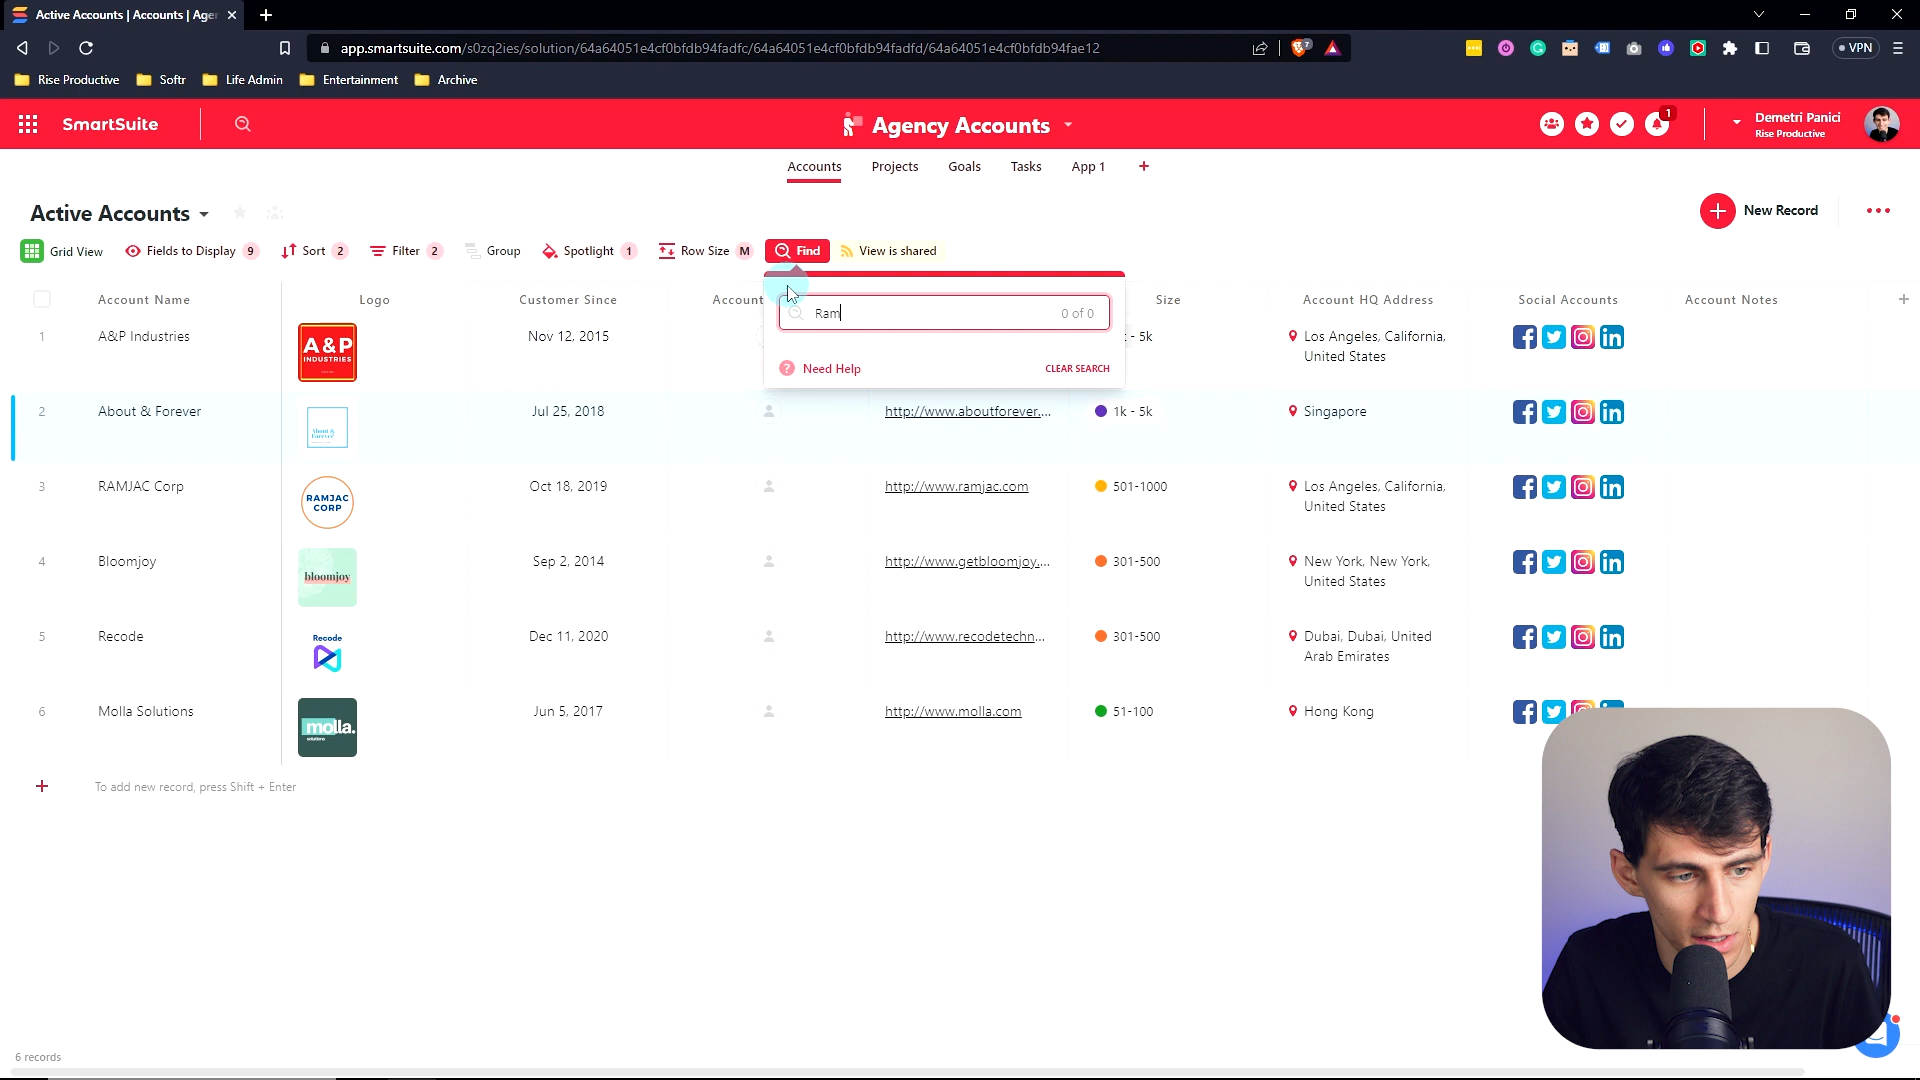 Active Accounts | Accounts | Age
app.smartsuite.com/s0zq2ies/solution/64a64051e4cf0bfdb94fadfc/64a64051e4cf0bfdb94fadfd/64a64051e4cf0bfdb94fae12
7
VPN
Rise Productive
Softr
Life Admin
Entertainment
Archive
SmartSuite
Agency Accounts
1
Demetri Panici
Rise Productive
Accounts
Projects
Goals
Tasks
App 1
Active Accounts
New Record
Grid View
Fields to Display 9
Sort 2
Filter 2
Group
Spotlight 1
Row Size M
Find
View is shared
Account Name
Logo
Customer Since
Account
Size
Account HQ Address
Social Accounts
Account Notes
Ram
0 of 0
Need Help
CLEAR SEARCH
1
A&P Industries
A&P
INDUSTRIES
Nov 12, 2015
- 5k
Los Angeles, California,
United States
2
About & Forever
About &
Forever
Jul 25, 2018
http://www.aboutforever....
1k - 5k
Singapore
3
RAMJAC Corp
RAMJAC
CORP
Oct 18, 2019
http://www.ramjac.com
501-1000
Los Angeles, California,
United States
4
Bloomjoy
bloomjoy
Sep 2, 2014
http://www.getbloomjoy....
301-500
New York, New York,
United States
5
Recode
Recode
Dec 11, 2020
http://www.recodetechn...
301-500
Dubai, Dubai, United
Arab Emirates
6
Molla Solutions
molla.
solutions
Jun 5, 2017
http://www.molla.com
51-100
Hong Kong
To add new record, press Shift + Enter
6 records